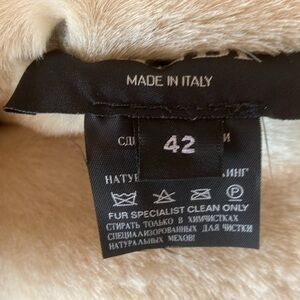 MADE IN ITALY
42
FUR SPECIALIST CLEAN ONLY
СТИРАТЬ ТОЛЬКО В ХИМЧИСТКАХ
СПЕЦИАЛИЗИРОВАННЫХ ДЛЯ ЧИСТКИ
НАТУРАЛЬНЫХ МЕХОВ!